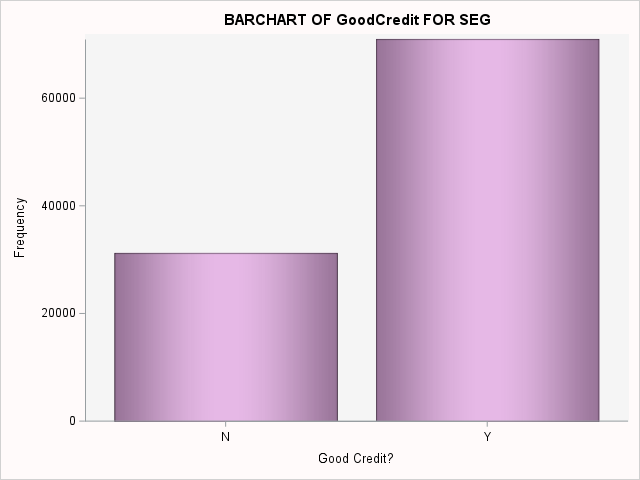 BARCHART OF GoodCredit FOR SEG
60000
40000
20000
0
Frequency
N Y
Good Credit?